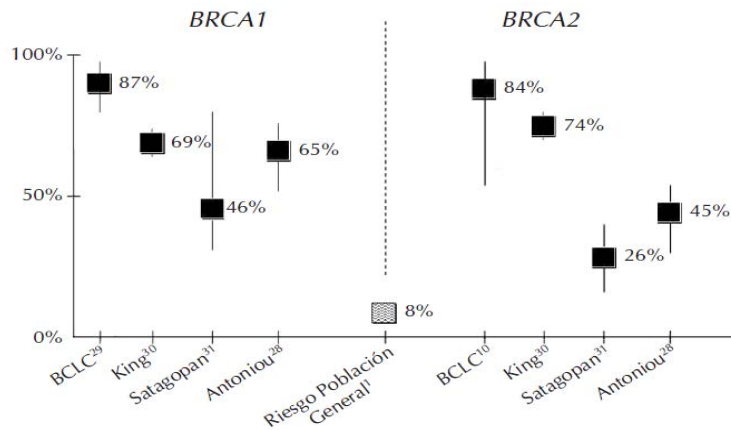 BRCA1
BRCA2
100%
50%
0%
87%
69%
46%
65%
8%
84%
74%
26%
45%
BCLC29
King30
Satagopan31
Antoniou28
Riesgo Población
General1
BCLC10
King30
Satagopan31
Antoniou28